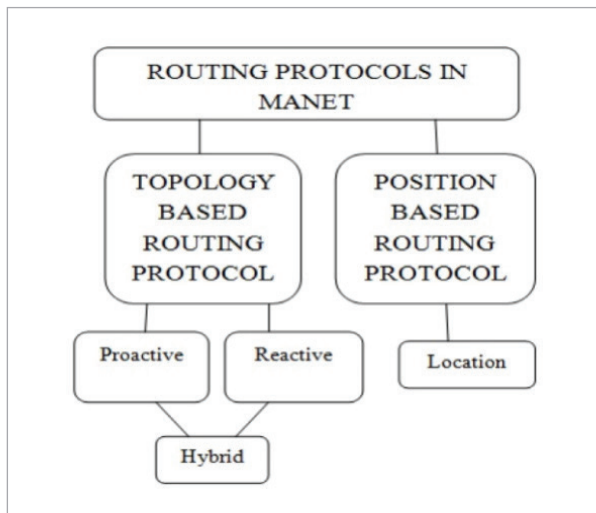 ROUTING PROTOCOLS IN
MANET
TOPOLOGY
BASED
ROUTING
PROTOCOL
POSITION
BASED
ROUTING
PROTOCOL
Proactive
Reactive
Location
Hybrid